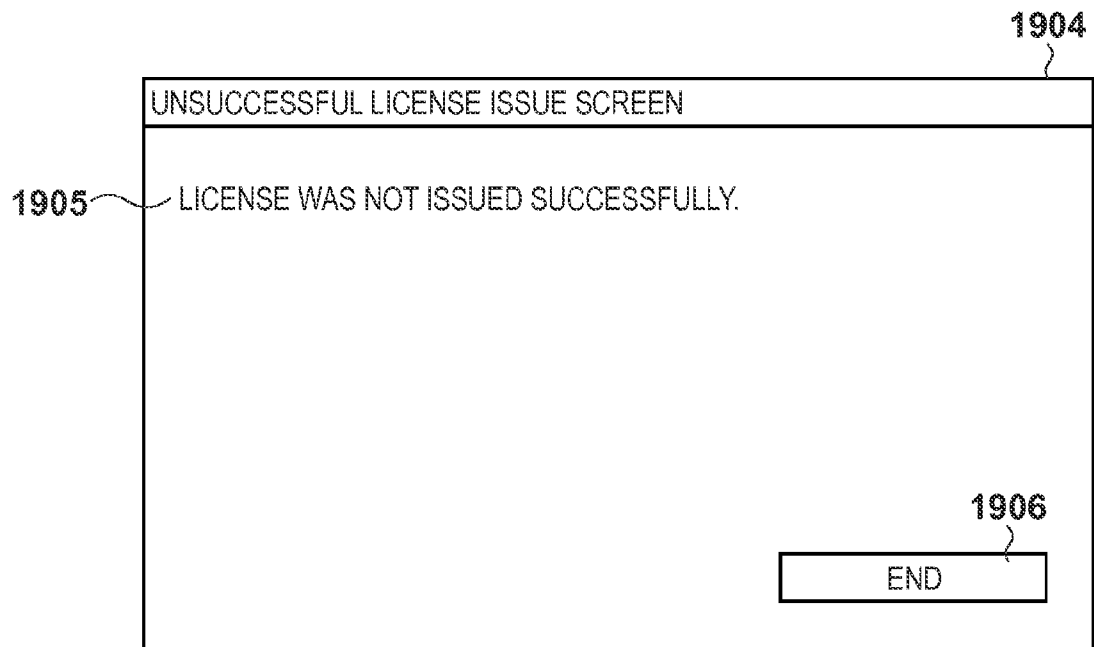 1904
UNSUCCESSFUL LICENSE ISSUE SCREEN
1905 LICENSE WAS NOT ISSUED SUCCESSFULLY.
1906
END